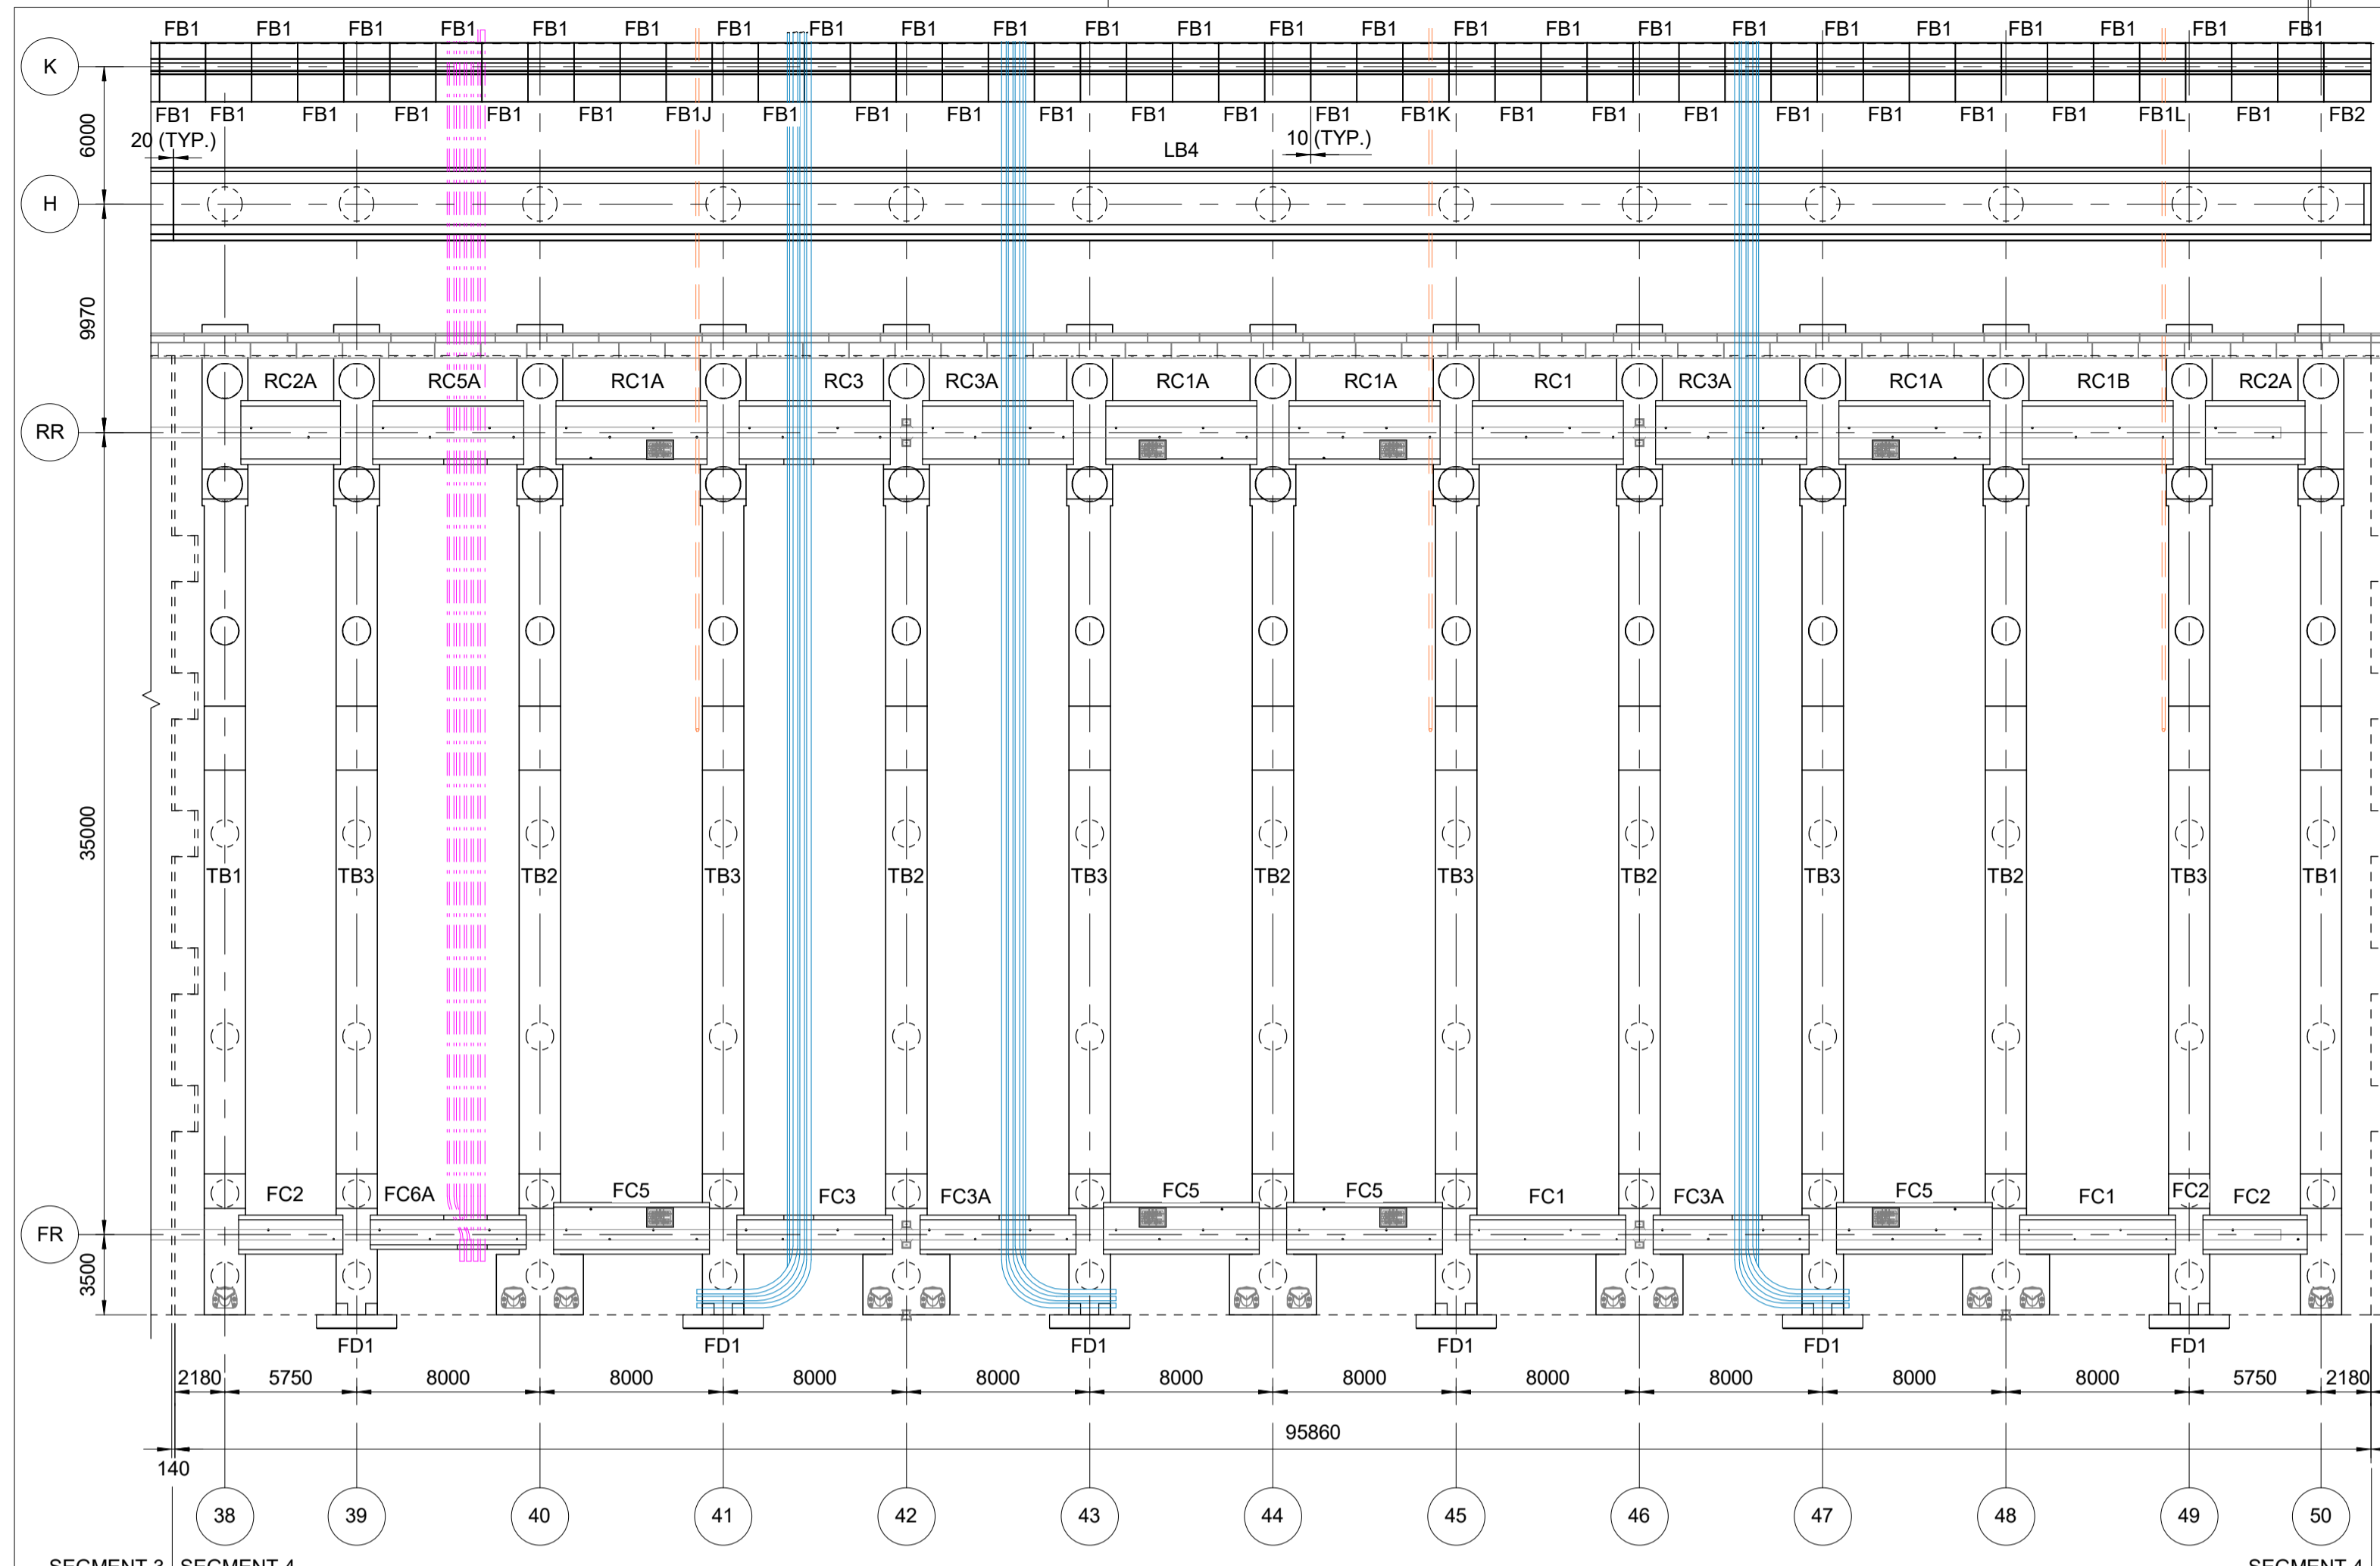 FB1 FB1 FB1 FB1 FB1 FB1 FB1 FB1 FB1 FB1 FB1 FB1 FB1 FB1 FB1 FB1 FB1 FB1 FB1 FB1 FB1 FB1 FB1 FB1
K
FB1 FB1 FB1 FB1 FB1 FB1 FB1J FB1 FB1 FB1 FB1 FB1 FB1 FB1 FB1K FB1 FB1 FB1 FB1 FB1 FB1 FB1 FB1L FB1 FB2
6000
20 (TYP.)
10 (TYP.)
LB4
H
9970
RC2A RC5A RC1A RC3 RC3A RC1A RC1A RC1 RC3A RC1A RC1B RC2A
RR
35000
TB1 TB3 TB2 TB3 TB2 TB3 TB2 TB3 TB2 TB3 TB2 TB3 TB1
FC2 FC6A FC5 FC3 FC3A FC5 FC5 FC1 FC3A FC5 FC1 FC2 FC2
FR
3500
FD1 FD1 FD1 FD1 FD1 FD1
2180 5750 8000 8000 8000 8000 8000 8000 8000 8000 8000 8000 5750 2180
95860
140
38 39 40 41 42 43 44 45 46 47 48 49 50
SEGMENT 3 SEGMENT 4 SEGMENT 4